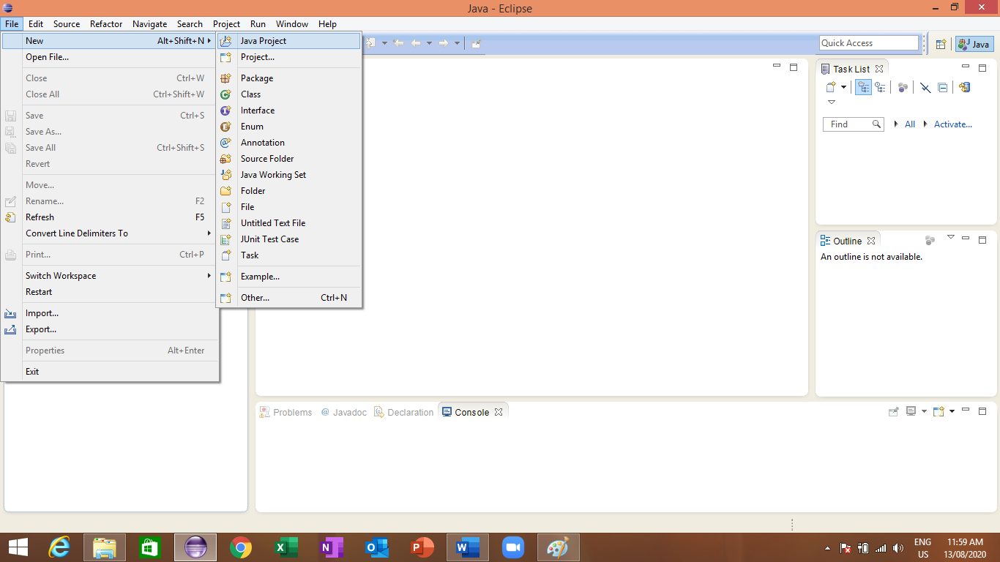 Java - Eclipse
File Edit Source Refactor Navigate Search Project Run Window Help
New Alt+Shift+N
Open File...
Close Ctrl+W
Close All Ctrl+Shift+W
Save Ctrl+S
Save As...
Save All Ctrl+Shift+S
Revert
Move...
Rename... F2
Refresh F5
Convert Line Delimiters To
Print... Ctrl+P
Switch Workspace
Restart
Import...
Export...
Properties Alt+Enter
Exit
Java Project
Project...
Package
Class
Interface
Enum
Annotation
Source Folder
Java Working Set
Folder
File
Untitled Text File
JUnit Test Case
Task
Example...
Other... Ctrl+N
Quick Access
Java
Task List
Find All Activate...
Outline
An outline is not available.
Problems @ Javadoc Declaration Console
ENG 11:59 AM
US 13/08/2020